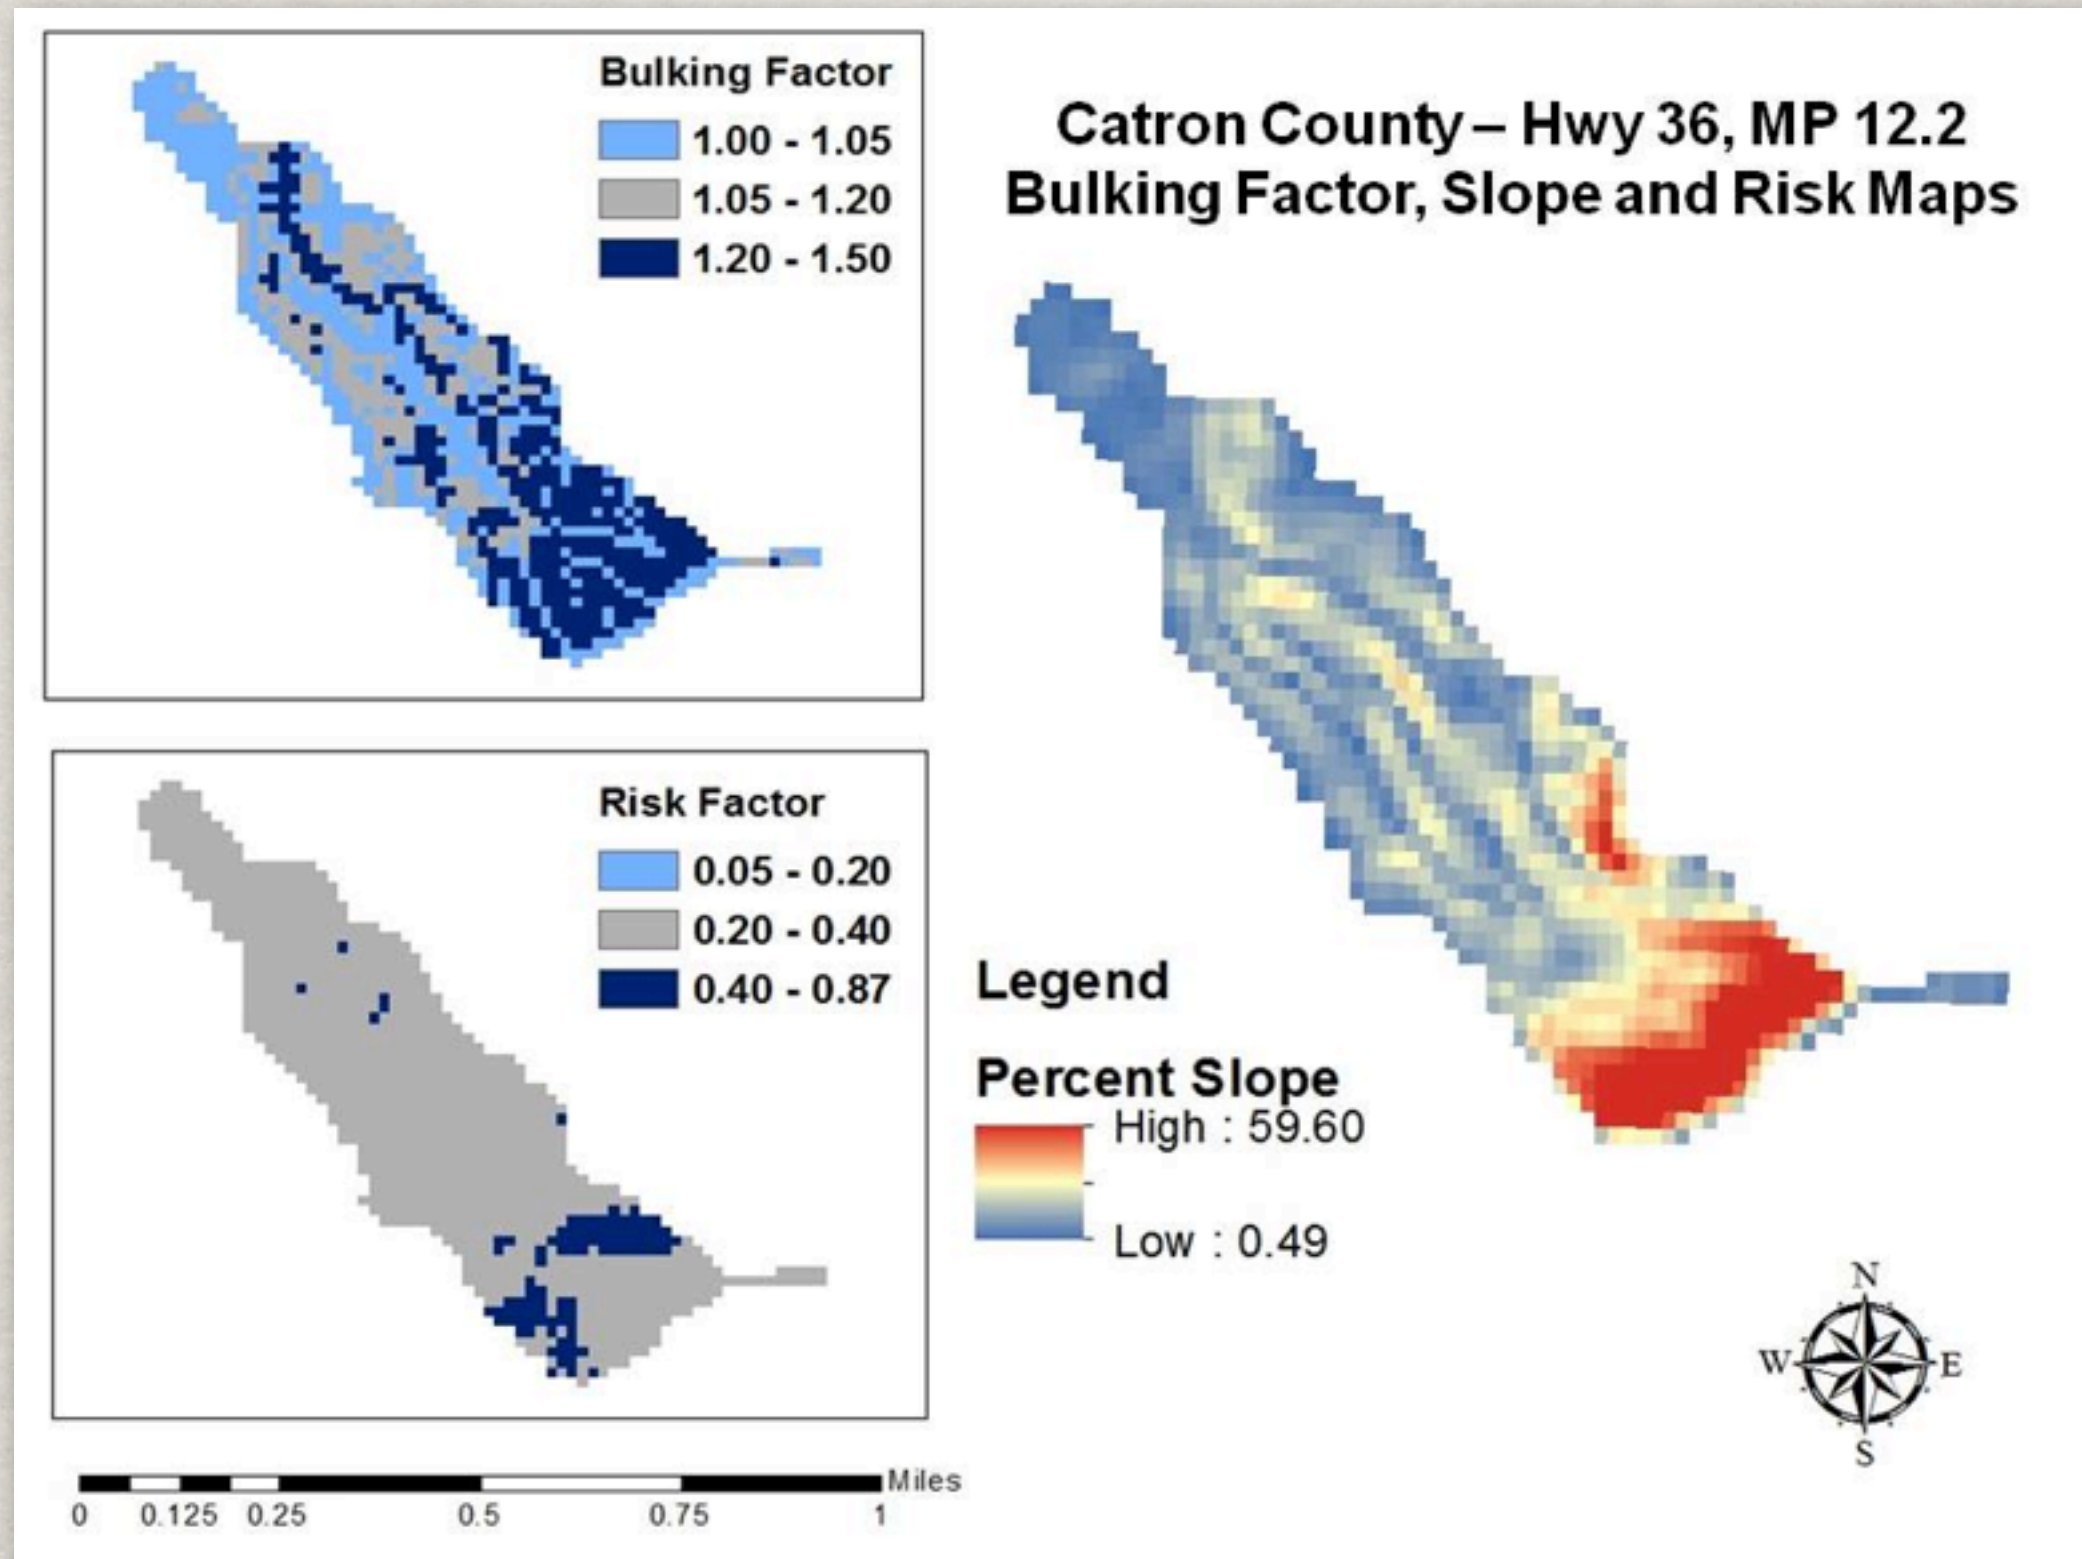 Bulking Factor
1.00 - 1.05
1.05 - 1.20
1.20 - 1.50
Catron County – Hwy 36, MP 12.2
Bulking Factor, Slope and Risk Maps
Risk Factor
0.05 - 0.20
0.20 - 0.40
0.40 - 0.87
Legend
Percent Slope
High : 59.60
Low : 0.49
N
W E
S
Miles
0 0.125 0.25 0.5 0.75 1